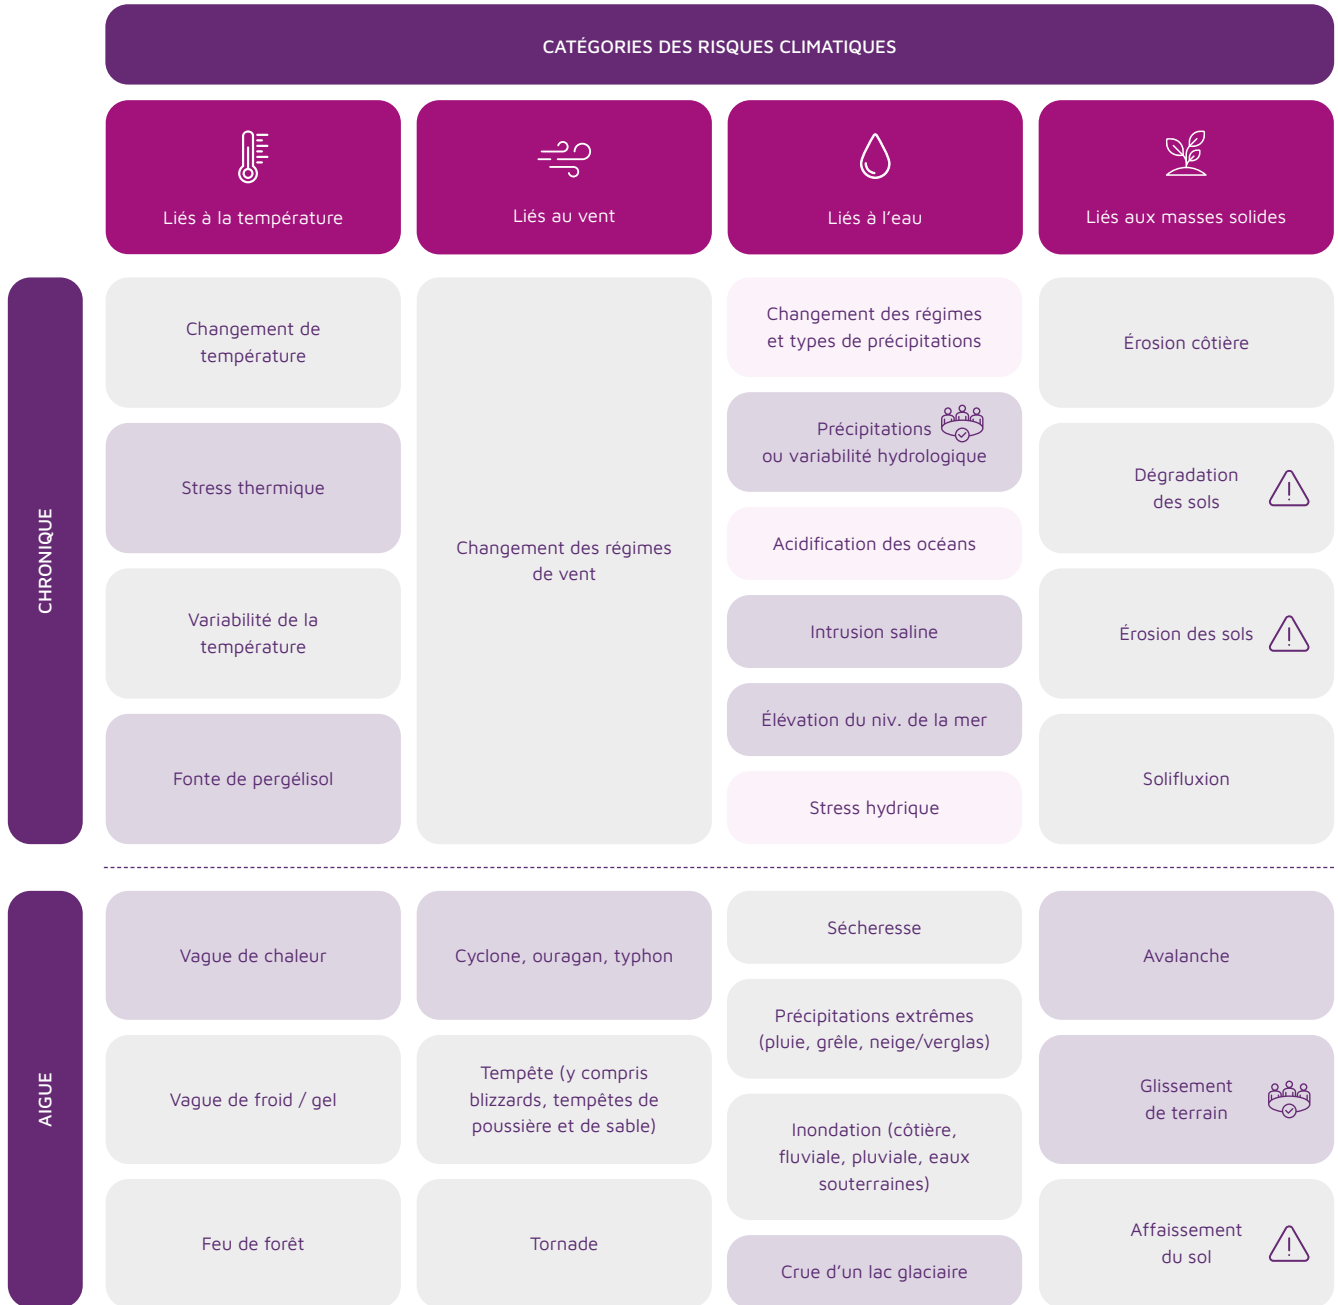 CATÉGORIES DES RISQUES CLIMATIQUES
Liés à la température
Liés au vent
Liés à l'eau
Liés aux masses solides
CHRONIQUE
Changement de
température
Stress thermique
Variabilité de la
température
Fonte de pergélisol
Changement des régimes
de vent
Changement des régimes
et types de précipitations
Précipitations
ou variabilité hydrologique
Acidification des océans
Intrusion saline
Élévation du niv. de la mer
Stress hydrique
Érosion côtière
Dégradation
des sols
Érosion des sols
Solifluxion
AIGUE
Vague de chaleur
Vague de froid / gel
Feu de forêt
Cyclone, ouragan, typhon
Tempête (y compris
blizzards, tempêtes de
poussière et de sable)
Tornade
Sécheresse
Précipitations extrêmes
(pluie, grêle, neige/verglas)
Inondation (côtière,
fluviale, pluviale, eaux
souterraines)
Crue d'un lac glaciaire
Avalanche
Glissement
de terrain
Affaissement
du sol